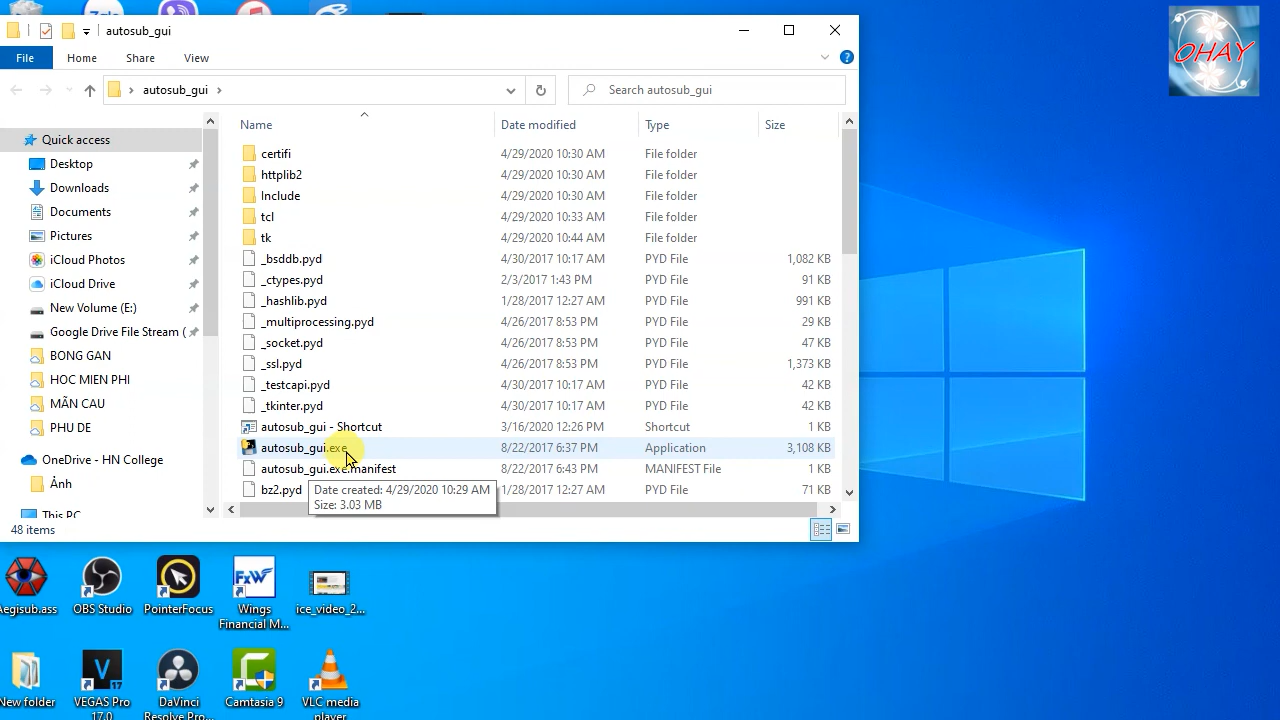 Zalo
autosub_gui
File Home Share View
autosub_gui
Search autosub_gui
OHAY
Name Date modified Type Size
Quick access
Desktop
Downloads
Documents
Pictures
iCloud Photos
iCloud Drive
New Volume (E:)
Google Drive File Stream (
BONG GAN
HOC MIEN PHI
MÃN CAU
PHU DE
OneDrive - HN College
Ảnh
This PC
certifi 4/29/2020 10:30 AM File folder
httplib2 4/29/2020 10:30 AM File folder
Include 4/29/2020 10:30 AM File folder
tcl 4/29/2020 10:33 AM File folder
tk 4/29/2020 10:44 AM File folder
_bsddb.pyd 4/30/2017 10:17 AM PYD File 1,082 KB
_ctypes.pyd 2/3/2017 1:43 PM PYD File 91 KB
_hashlib.pyd 1/28/2017 12:27 AM PYD File 991 KB
_multiprocessing.pyd 4/26/2017 8:53 PM PYD File 29 KB
_socket.pyd 4/26/2017 8:53 PM PYD File 47 KB
_ssl.pyd 4/26/2017 8:53 PM PYD File 1,373 KB
_testcapi.pyd 4/30/2017 10:17 AM PYD File 42 KB
_tkinter.pyd 4/30/2017 10:17 AM PYD File 42 KB
autosub_gui - Shortcut 3/16/2020 12:26 PM Shortcut 1 KB
autosub_gui.exe 8/22/2017 6:37 PM Application 3,108 KB
autosub_gui.exe.manifest 8/22/2017 6:43 PM MANIFEST File 1 KB
bz2.pyd 1/28/2017 12:27 AM PYD File 71 KB
Date created: 4/29/2020 10:29 AM
Size: 3.03 MB
48 items
Aegisub.ass
OBS Studio
PointerFocus
FxW
Wings
Financial M...
ice_video_2...
New folder
V
17
VEGAS Pro
17.0
DaVinci
Resolve Pro...
Camtasia 9
VLC media
player